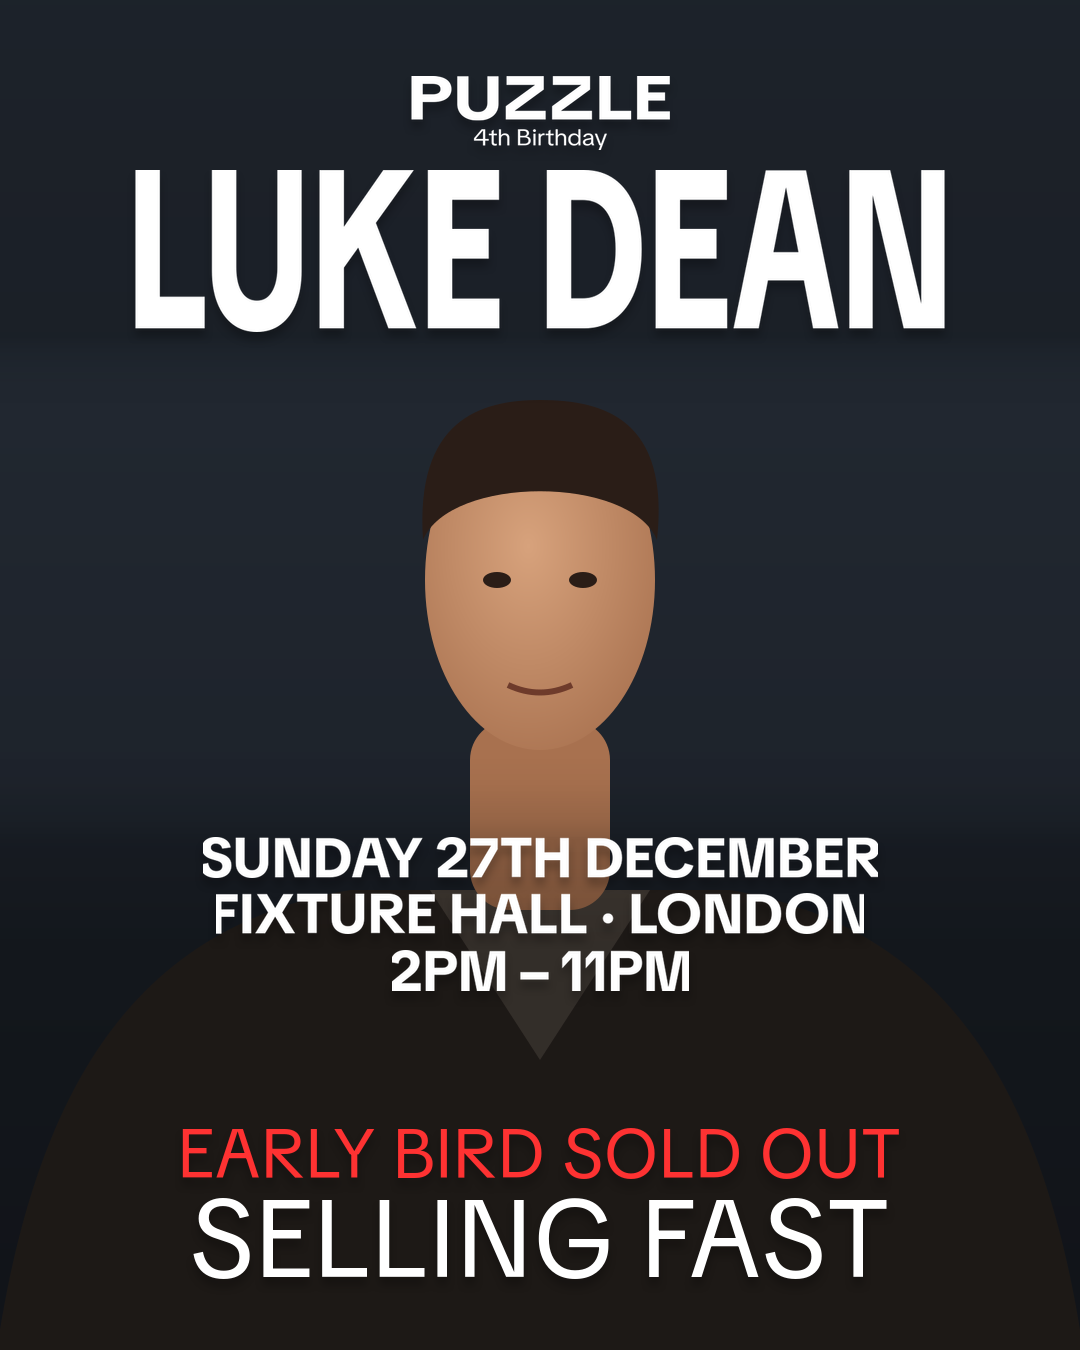 PUZZLE
4th Birthday
LUKE DEAN
SUNDAY 27TH DECEMBER
FIXTURE HALL · LONDON
2PM – 11PM
EARLY BIRD SOLD OUT
SELLING FAST